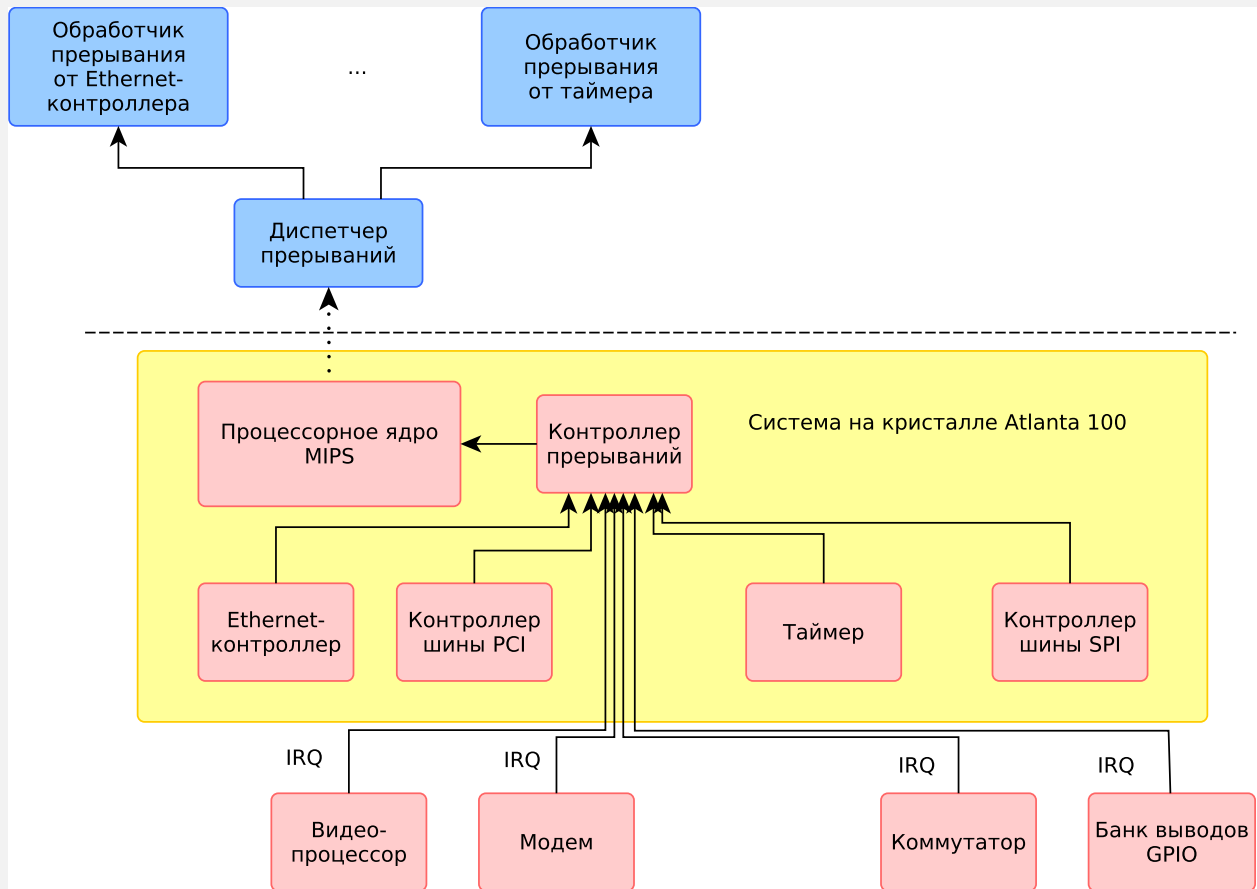 Обработчик
прерывания
от Ethernet-
контроллера
...
Обработчик
прерывания
от таймера
Диспетчер
прерываний
Процессорное ядро
MIPS
Контроллер
прерываний
Система на кристалле Atlanta 100
Ethernet-
контроллер
Контроллер
шины PCI
Таймер
Контроллер
шины SPI
IRQ
IRQ
IRQ
IRQ
Видео-
процессор
Модем
Коммутатор
Банк выводов
GPIO